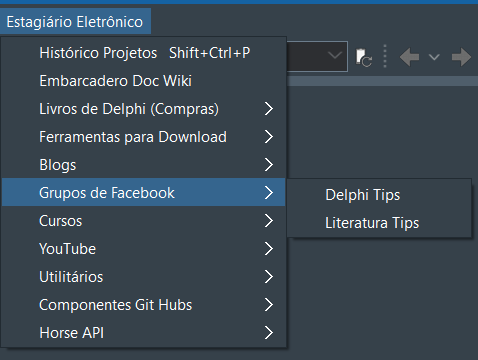 Estagiário Eletrônico
Histórico Projetos Shift+Ctrl+P
Embarcadero Doc Wiki
Livros de Delphi (Compras)
Ferramentas para Download
Blogs
Grupos de Facebook
Delphi Tips
Literatura Tips
Cursos
YouTube
Utilitários
Componentes Git Hubs
Horse API